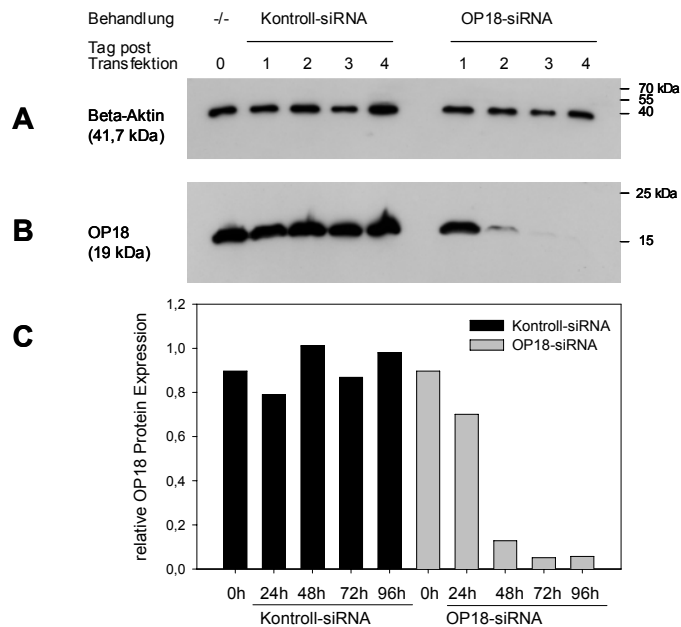 Behandlung -/- Kontroll-siRNA OP18-siRNA
Tag post
Transfektion 0 1 2 3 4 1 2 3 4
A
Beta-Aktin
(41,7 kDa)
70 kDa
55
40
B
OP18
(19 kDa)
25 kDa
15
C
relative OP18 Protein Expression
1,2
1,0
0,8
0,6
0,4
0,2
0,0
Kontroll-siRNA
OP18-siRNA
0h 24h 48h 72h 96h 0h 24h 48h 72h 96h
Kontroll-siRNA OP18-siRNA